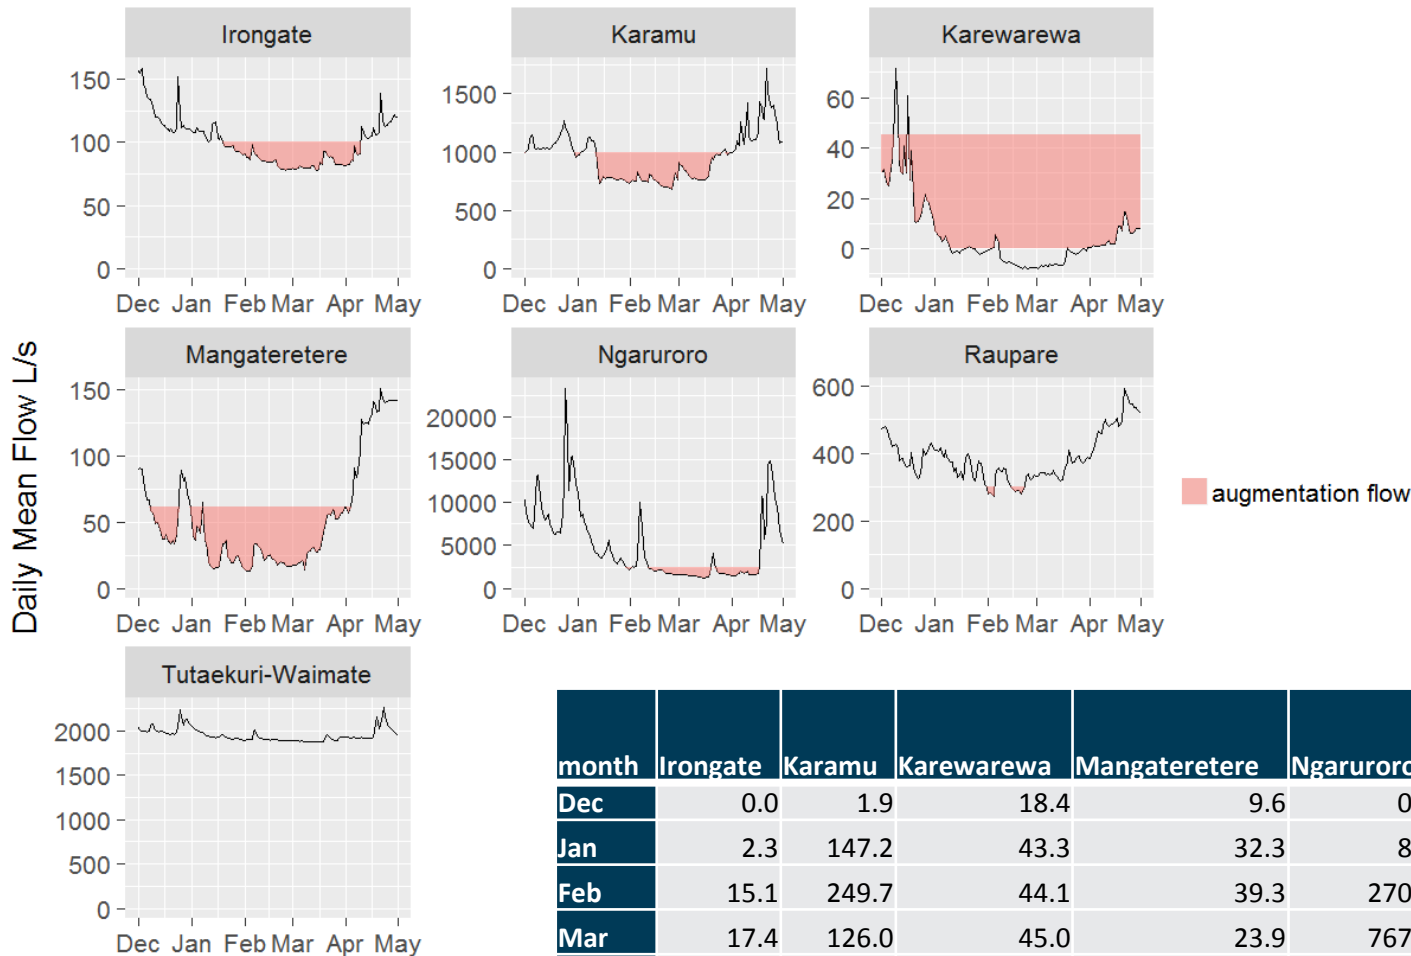 Irongate
Karamu
Karewarewa
150
100
50
0
1500
1000
500
0
60
40
20
0
Dec Jan Feb Mar Apr May
Dec Jan Feb Mar Apr May
Dec Jan Feb Mar Apr May
Daily Mean Flow L/s
Mangateretere
Ngaruroro
Raupare
150
100
50
0
20000
15000
10000
5000
0
600
400
200
0
augmentation flow
Dec Jan Feb Mar Apr May
Dec Jan Feb Mar Apr May
Dec Jan Feb Mar Apr May
Tutaekuri-Waimate
2000
1500
1000
500
0
Dec Jan Feb Mar Apr May
month Irongate Karamu Karewarewa Mangateretere Ngaruroro
Dec 0.0 1.9 18.4 9.6 0
Jan 2.3 147.2 43.3 32.3 8
Feb 15.1 249.7 44.1 39.3 270
Mar 17.4 126.0 45.0 23.9 767